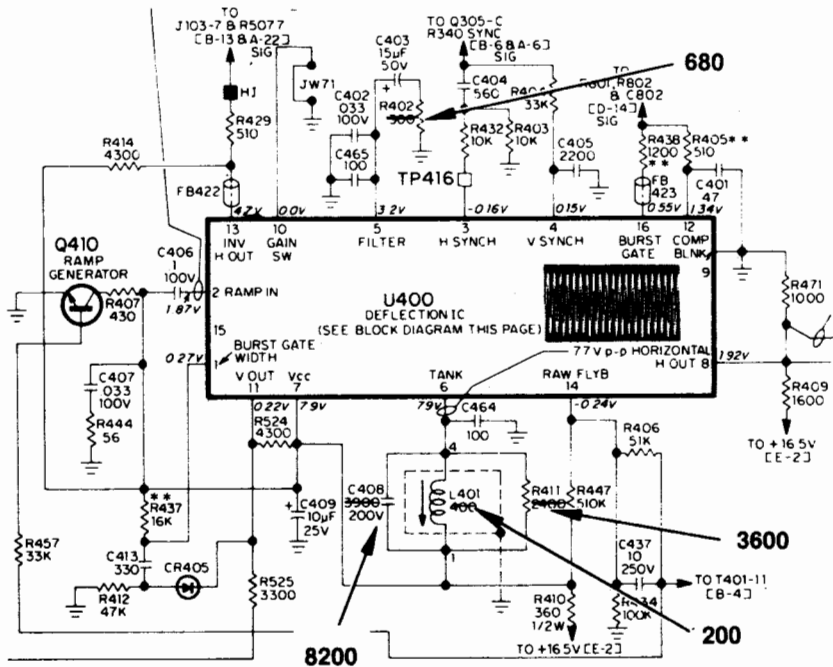 TO
J103-7 & R5077
[B-13 & A-22]
SIG
HJ
R429
510
R414
4300
FB422
4.7V
JW71
0.0V
C403
15µF
50V
+
C402
033
100V
R402
500
C465
100
3.2V
TO Q305-C
R340 SYNC
[B-6 & A-6]
SIG
680
C404
560
33K
R432
10K
R403
10K
C405
2200
TP416
-0.16V
0.15V
TO
R801, R802
& C802
[D-14]
SIG
R438
1200
**
R405**
510
FB
423
C401
47
0.55V
1.34V
13
INV
H OUT
10
GAIN
SW
5
FILTER
3
H SYNCH
4
V SYNCH
16
BURST
GATE
12
COMP
BLNK
9
Q410
RAMP
GENERATOR
C406
1
100V
R407
430
1.87V
2 RAMP IN
15
U400
DEFLECTION IC
(SEE BLOCK DIAGRAM THIS PAGE)
R471
1000
0.27V
1
BURST GATE
WIDTH
77V p-p HORIZONTAL
H OUT 8
1.92V
V OUT
11
Vcc
7
TANK
6
RAW FLYB
14
C407
033
100V
R444
56
0.22V
7.9V
7.9V
-0.24V
R524
4300
C464
100
R406
51K
R409
1600
TO +16.5V
[E-2]
4
**
R437
16K
+
C409
10µF
25V
C408
3900
200V
L401
400
R411
2400
R447
510K
3600
R457
33K
C413
330
CR405
R412
47K
R525
3300
1
C437
10
250V
TO T401-11
[B-4]
R410
360
1/2W
100K
TO +16.5V [E-2]
8200
200